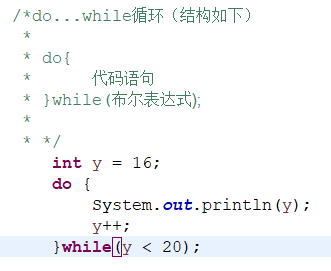 /*do...while循环（结构如下）
*
* do{
*      代码语句
* }while (布尔表达式);
*
* */
int y = 16;
do {
    System.out.println(y);
    y++;
}while(y < 20);